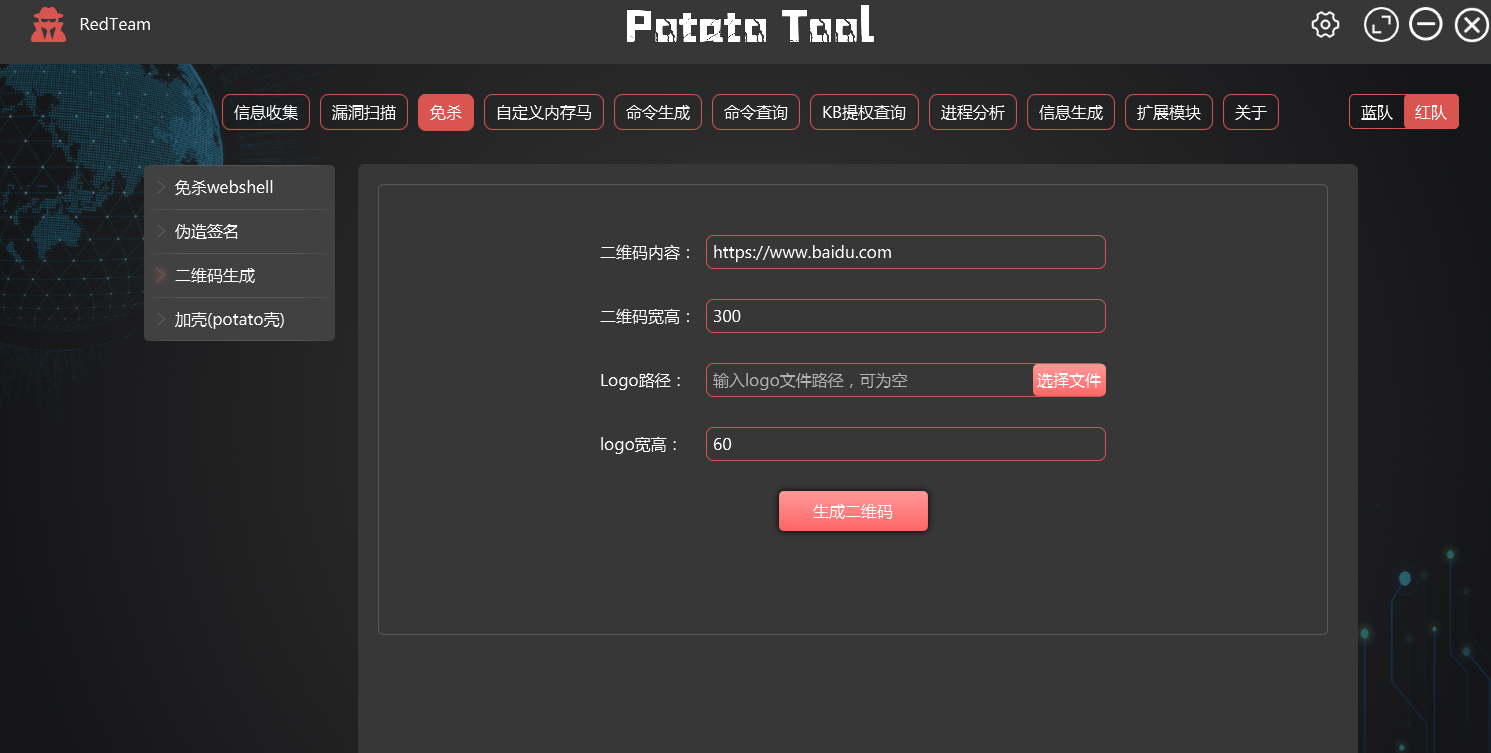 RedTeam
Potato Tool
信息收集 漏洞扫描 免杀 自定义内存马 命令生成 命令查询 KB提权查询 进程分析 信息生成 扩展模块 关于 蓝队 红队
免杀webshell
伪造签名
二维码生成
加壳(potato壳)
二维码内容： https://www.baidu.com
二维码宽高： 300
Logo路径： 输入logo文件路径，可为空 选择文件
logo宽高： 60
生成二维码